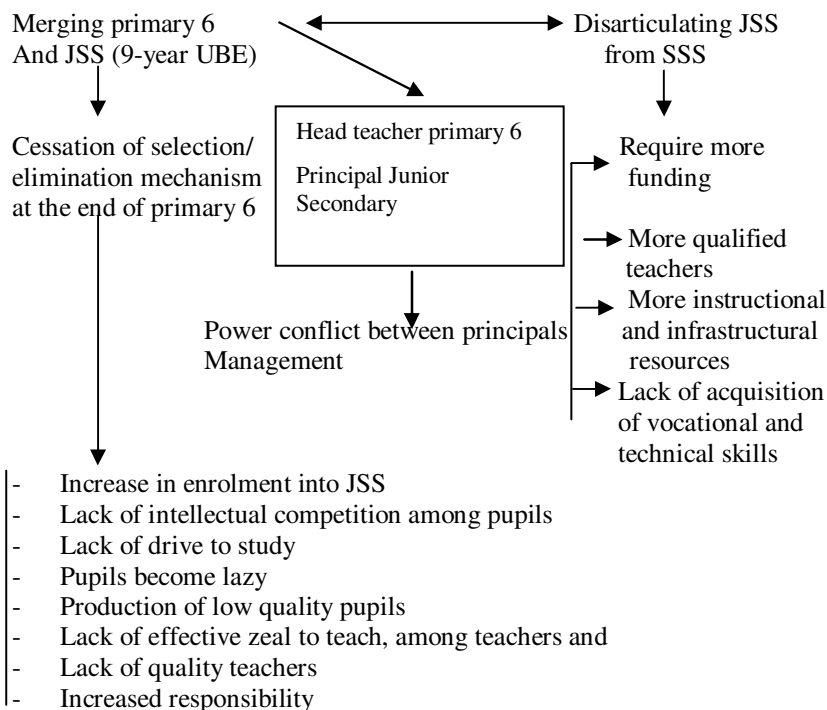 Merging primary 6
And JSS (9-year UBE)
Disarticulating JSS
from SSS
Head teacher primary 6
Principal Junior
Secondary
Cessation of selection/
elimination mechanism
at the end of primary 6
Require more
funding
More qualified
teachers
More instructional
and infrastructural
resources
Lack of acquisition
of vocational and
technical skills
Power conflict between principals
Management
- Increase in enrolment into JSS
- Lack of intellectual competition among pupils
- Lack of drive to study
- Pupils become lazy
- Production of low quality pupils
- Lack of effective zeal to teach, among teachers and
- Lack of quality teachers
- Increased responsibility